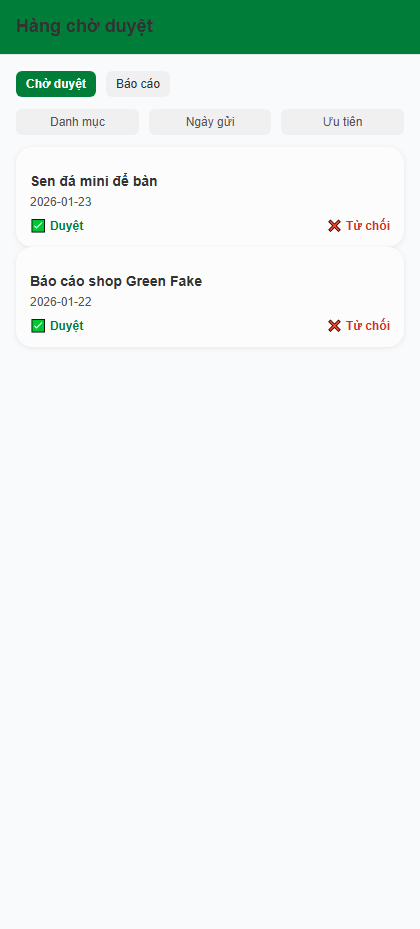 Hàng chờ duyệt
Chờ duyệt Báo cáo
Danh mục Ngày gửi Ưu tiên
Sen đá mini để bàn
2026-01-23
✅ Duyệt ❌ Từ chối
Báo cáo shop Green Fake
2026-01-22
✅ Duyệt ❌ Từ chối